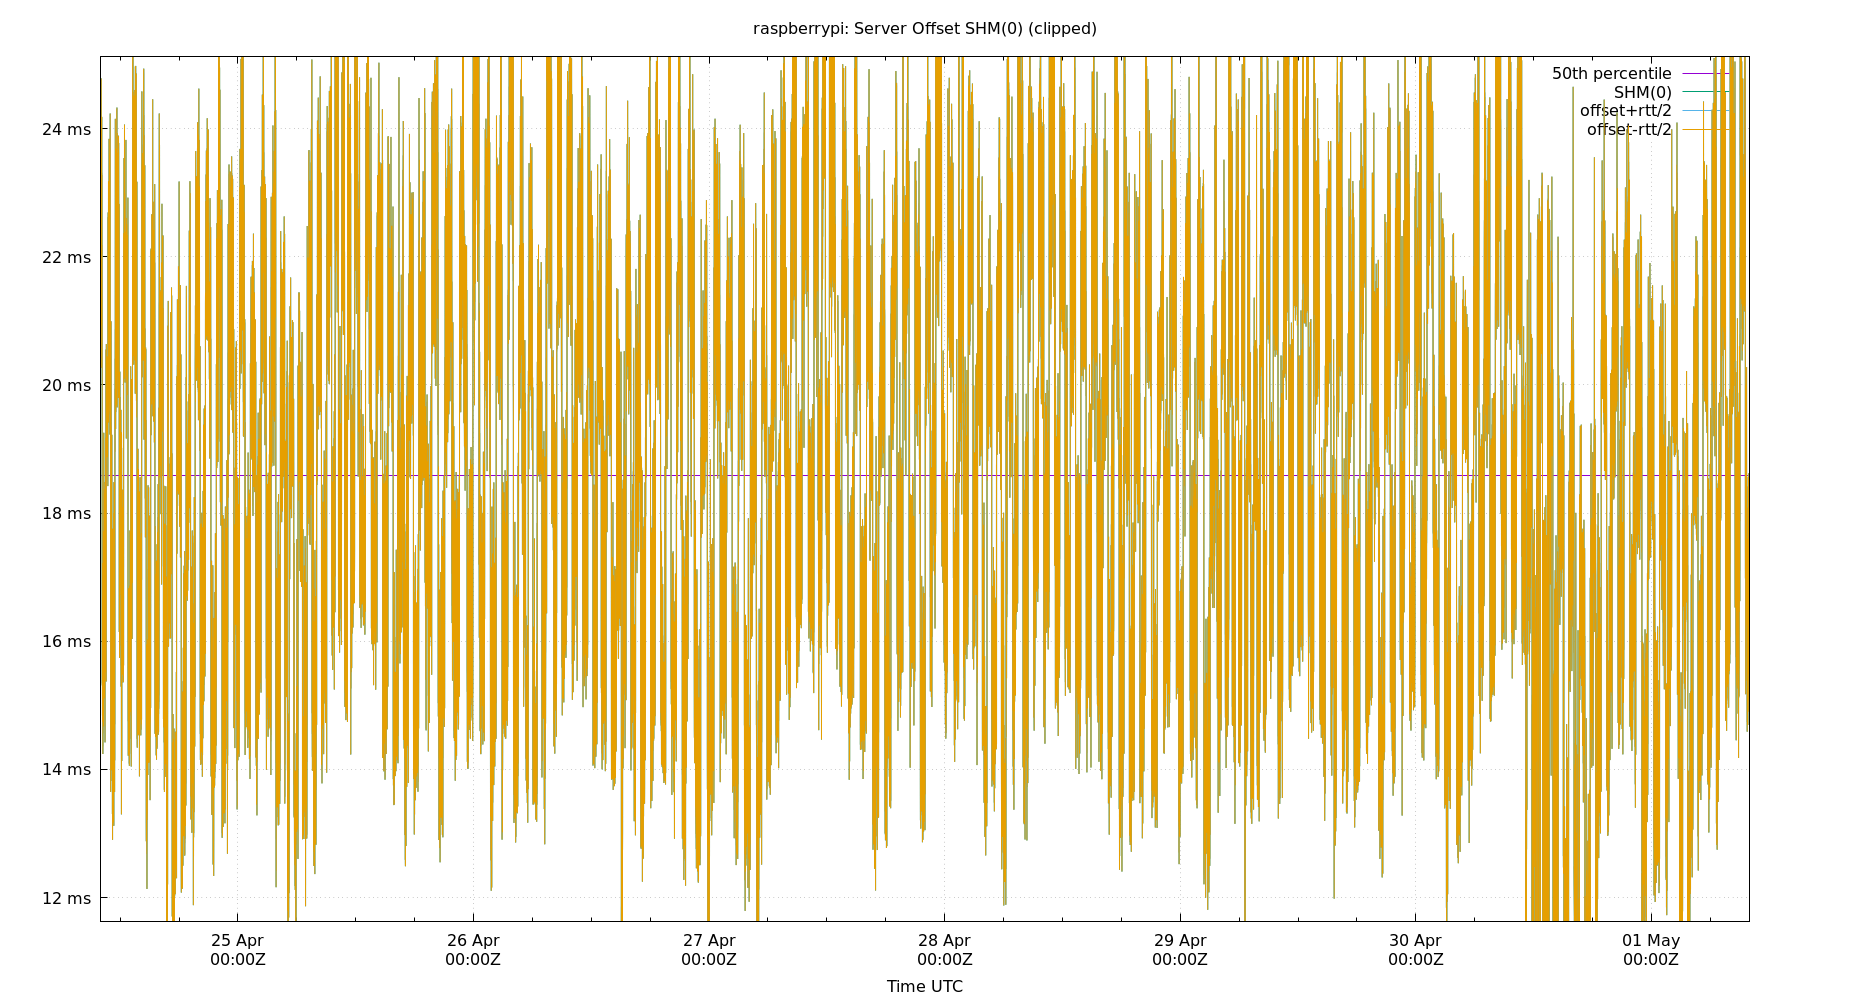 raspberrypi: Server Offset SHM(0) (clipped)
50th percentile
SHM(0)
offset+rtt/2
offset-rtt/2
24 ms
22 ms
20 ms
18 ms
16 ms
14 ms
12 ms
25 Apr 26 Apr 27 Apr 28 Apr 29 Apr 30 Apr 01 May
00:00Z 00:00Z 00:00Z 00:00Z 00:00Z 00:00Z 00:00Z
Time UTC